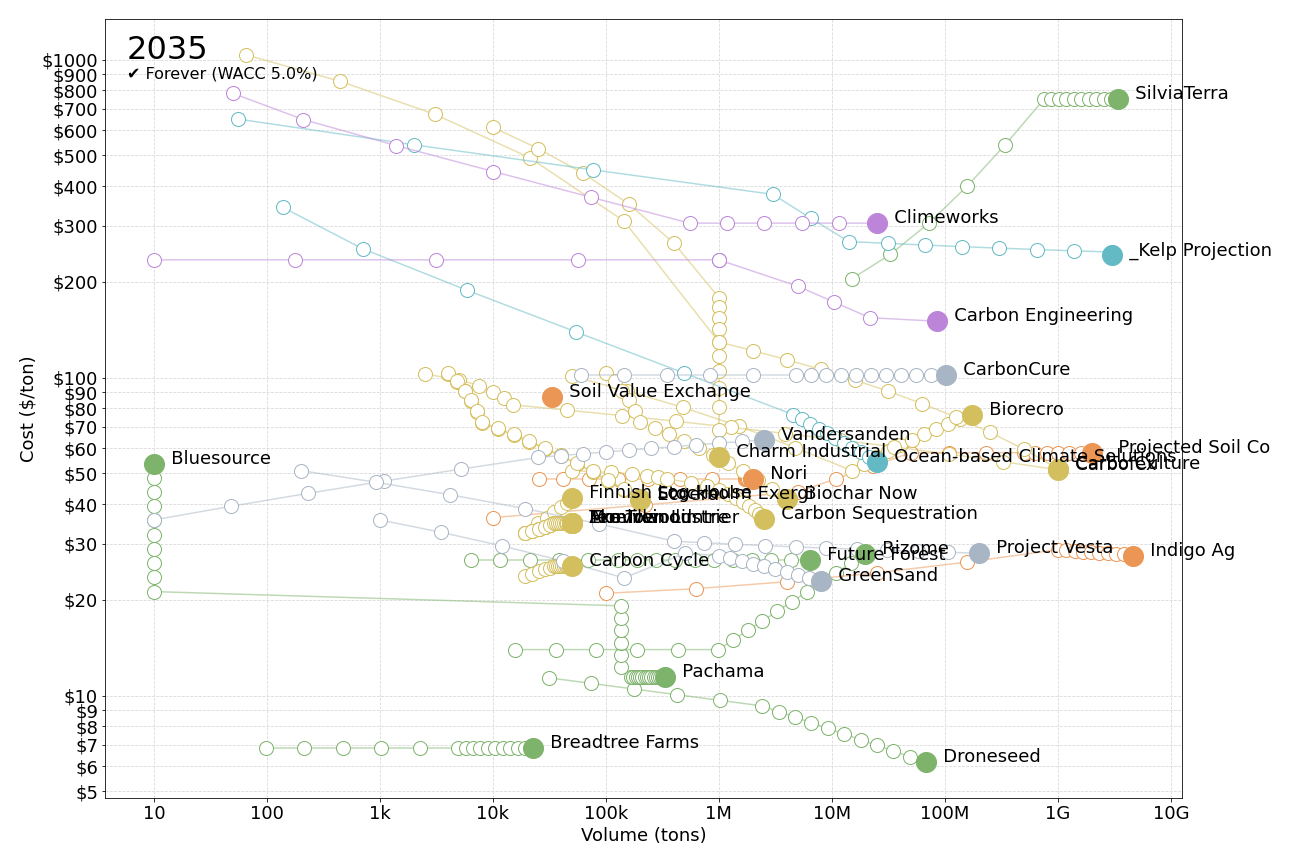 2035
✔ Forever (WACC 5.0%)
$1000
$900
$800
$700
$600
$500
$400
$300
$200
$100
$90
$80
$70
$60
$50
$40
$30
$20
$10
$9
$8
$7
$6
$5
Cost ($/ton)
SilviaTerra
Climeworks
_Kelp Projection
Carbon Engineering
CarbonCure
Soil Value Exchange
Biorecro
Vandersanden
Projected Soil Co
Charm Industrial
Ocean-based Climate Solutions
Bluesource
Nori
Finnish Log House
Biochar Now
Carbon Sequestration
Project Vesta
Rizome
Indigo Ag
Future Forest
Carbon Cycle
GreenSand
Pachama
Breadtree Farms
Droneseed
10
100
1k
10k
100k
1M
10M
100M
1G
10G
Volume (tons)